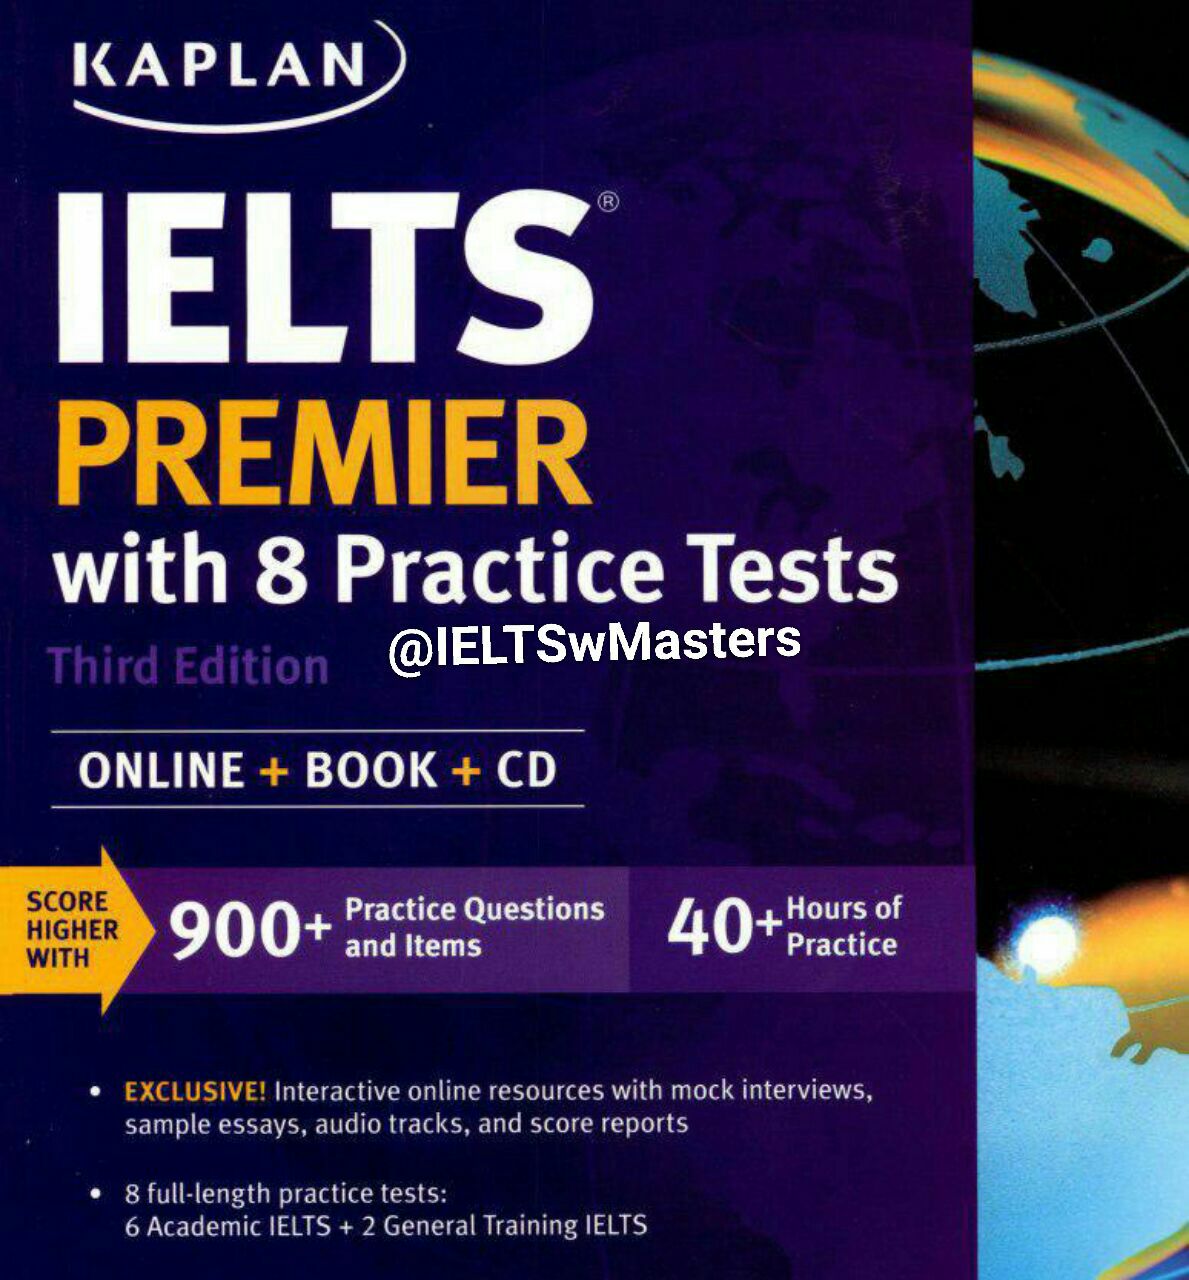 KAPLAN
IELTS®
PREMIER
with 8 Practice Tests
@IELTSwMasters
Third Edition
ONLINE + BOOK + CD
SCORE
HIGHER
WITH
900+ Practice Questions
and Items
40+ Hours of
Practice
• EXCLUSIVE! Interactive online resources with mock interviews,
sample essays, audio tracks, and score reports
• 8 full-length practice tests:
6 Academic IELTS + 2 General Training IELTS